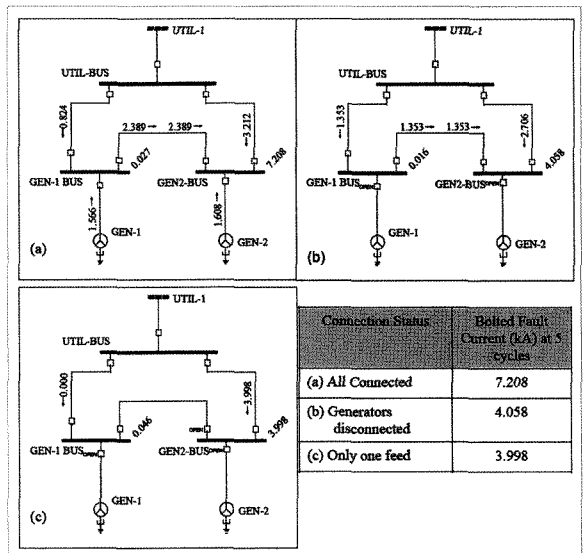 UTIL-1
UTIL-BUS
←0.824
2.389→ 2.389→
←3.212
0.027
7.208
GEN-1 BUS
GEN2-BUS
1.566→
1.608→
GEN-1
GEN-2
(a)
UTIL-1
UTIL-BUS
←1.353
1.353→ 1.353→
←2.706
0.016
4.058
GEN-1 BUS OPEN
GEN2-BUS OPEN
GEN-1
GEN-2
(b)
UTIL-1
UTIL-BUS
←0.000
←3.998
0.046
OPEN
3.998
GEN-1 BUS OPEN
GEN2-BUS OPEN
GEN-1
GEN-2
(c)
Connection Status
Bolted Fault
Current (kA) at 5
cycles
(a) All Connected
7.208
(b) Generators
disconnected
4.058
(c) Only one feed
3.998